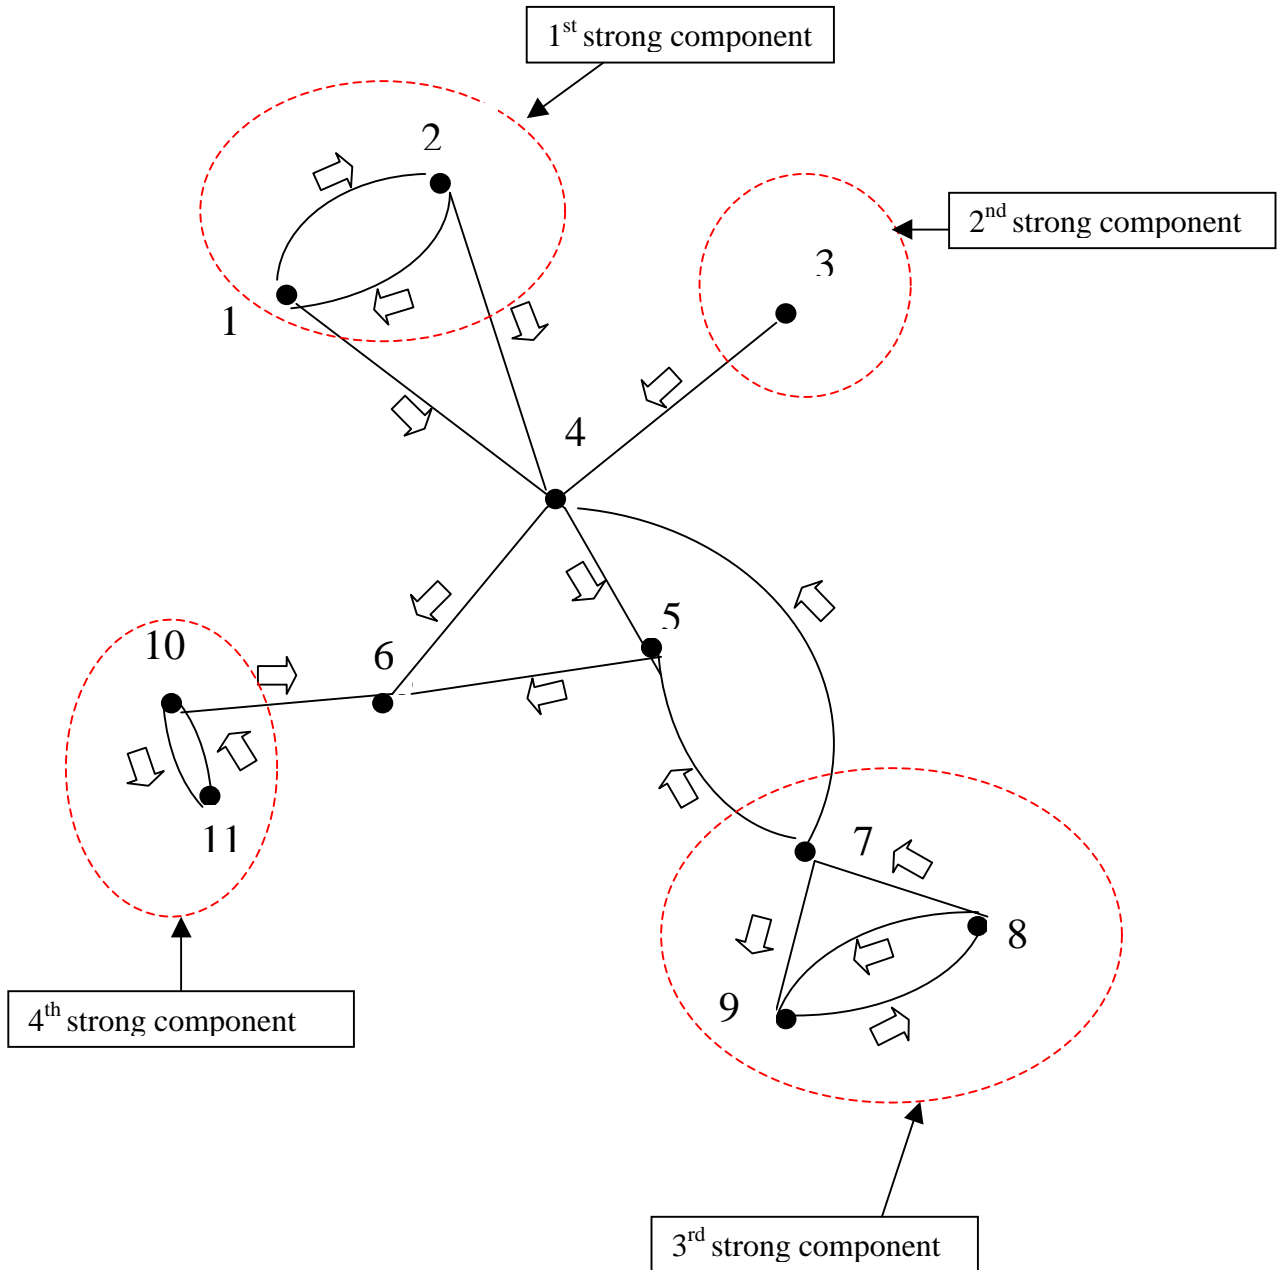 1st strong component
2
2nd strong component
3
1
4
5
10
6
11
7
8
9
4th strong component
3rd strong component